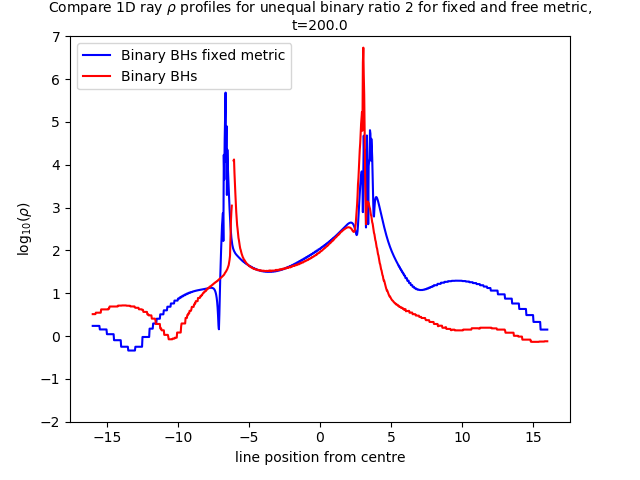 Compare 1D ray ρ profiles for unequal binary ratio 2 for fixed and free metric,
t=200.0
Binary BHs fixed metric
Binary BHs
7
6
5
4
3
2
1
0
−1
−2
log10(ρ)
−15 −10 −5 0 5 10 15
line position from centre